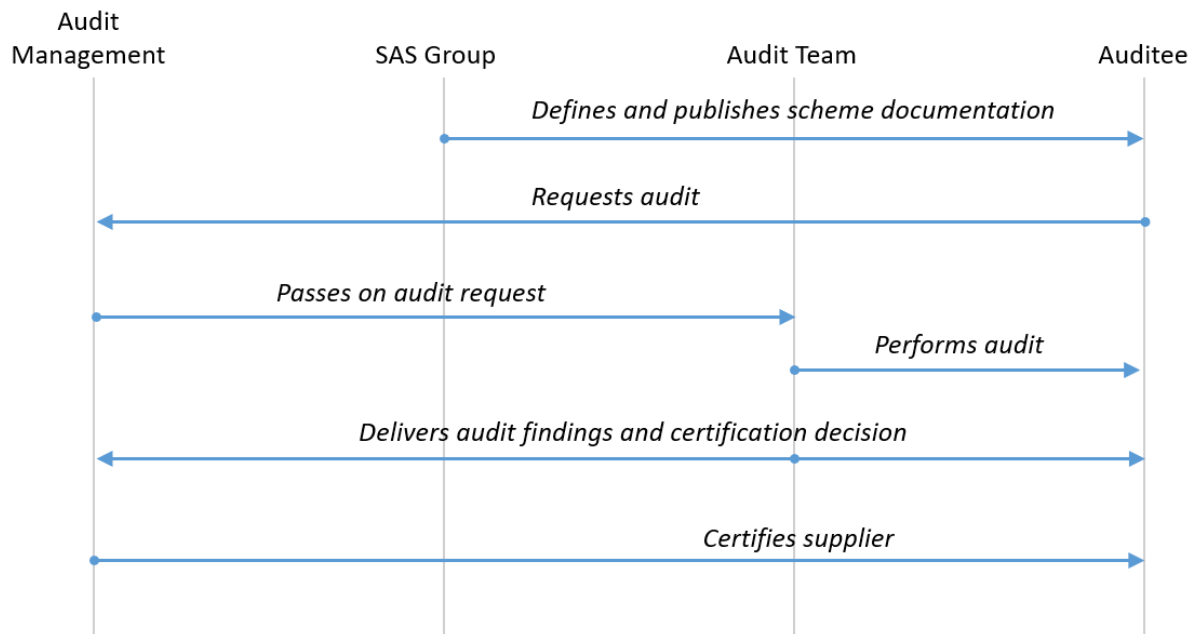 Audit
Management
SAS Group
Audit Team
Auditee
Defines and publishes scheme documentation
Requests audit
Passes on audit request
Performs audit
Delivers audit findings and certification decision
Certifies supplier